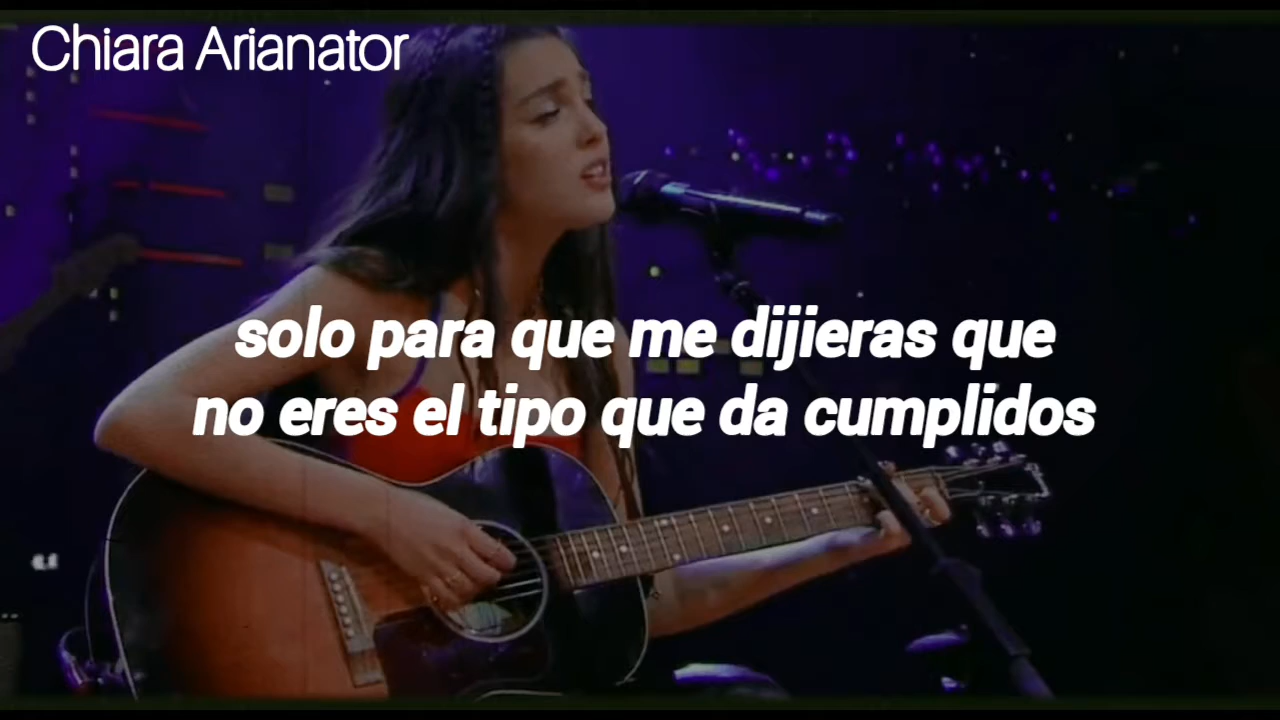 Chiara Arianator
solo para que me dijieras que
no eres el tipo que da cumplidos